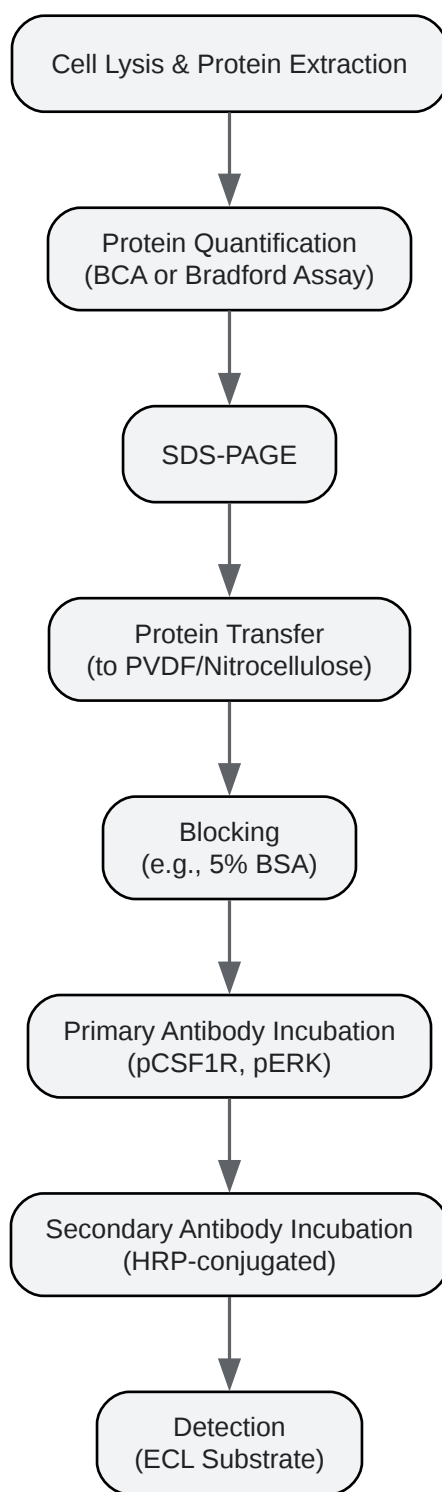 Cell Lysis & Protein Extraction
Protein Quantification
(BCA or Bradford Assay)
SDS-PAGE
Protein Transfer
(to PVDF/Nitrocellulose)
Blocking
(e.g., 5% BSA)
Primary Antibody Incubation
(pCSF1R, pERK)
Secondary Antibody Incubation
(HRP-conjugated)
Detection
(ECL Substrate)